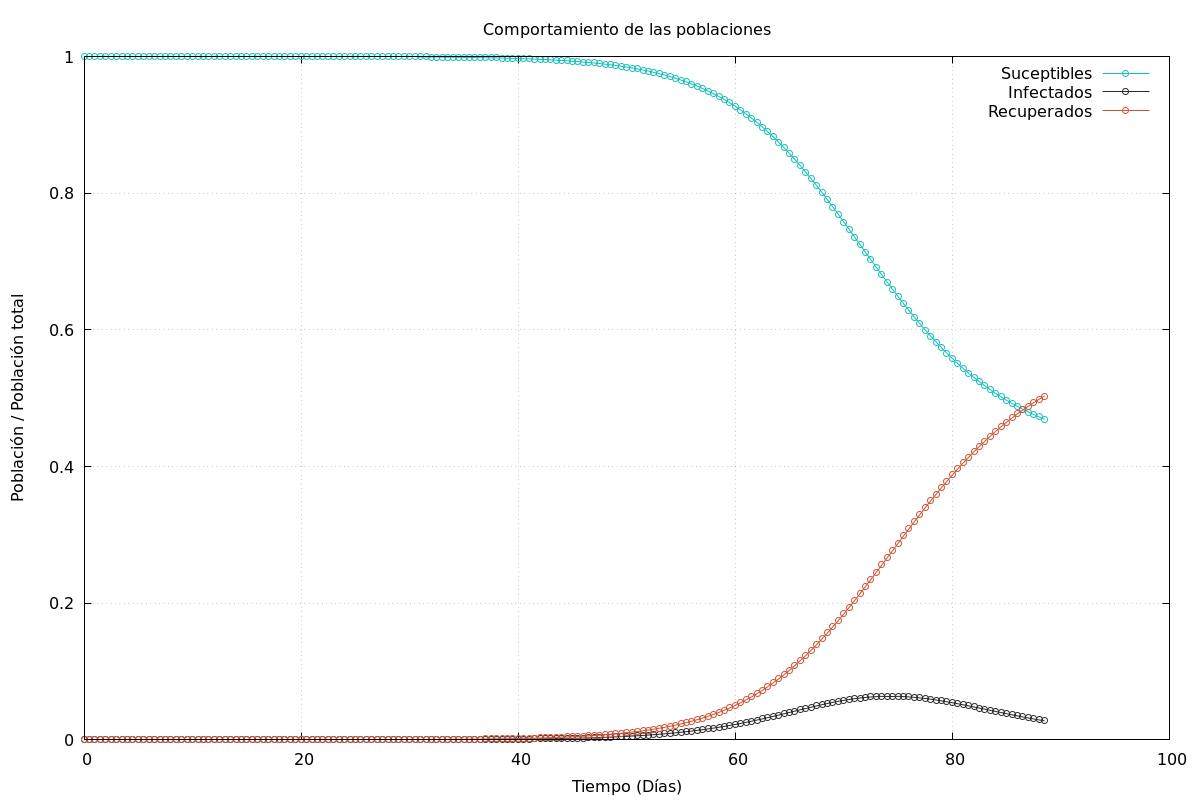 Comportamiento de las poblaciones
1
0.8
0.6
0.4
0.2
0
Población / Población total
Suceptibles
Infectados
Recuperados
0 20 40 60 80 100
Tiempo (Días)